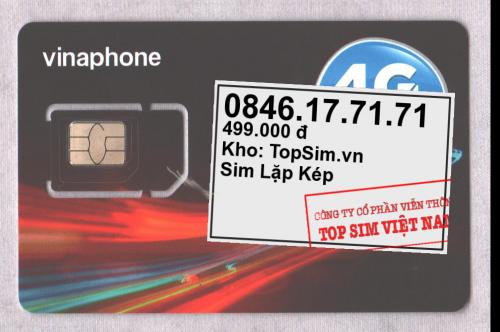 vinaphone
4G
0846.17.71.71
499.000 đ
Kho: TopSim.vn
Sim Lặp Kép
CÔNG TY CỔ PHẦN VIỄN THÔN
TOP SIM VIỆT NA